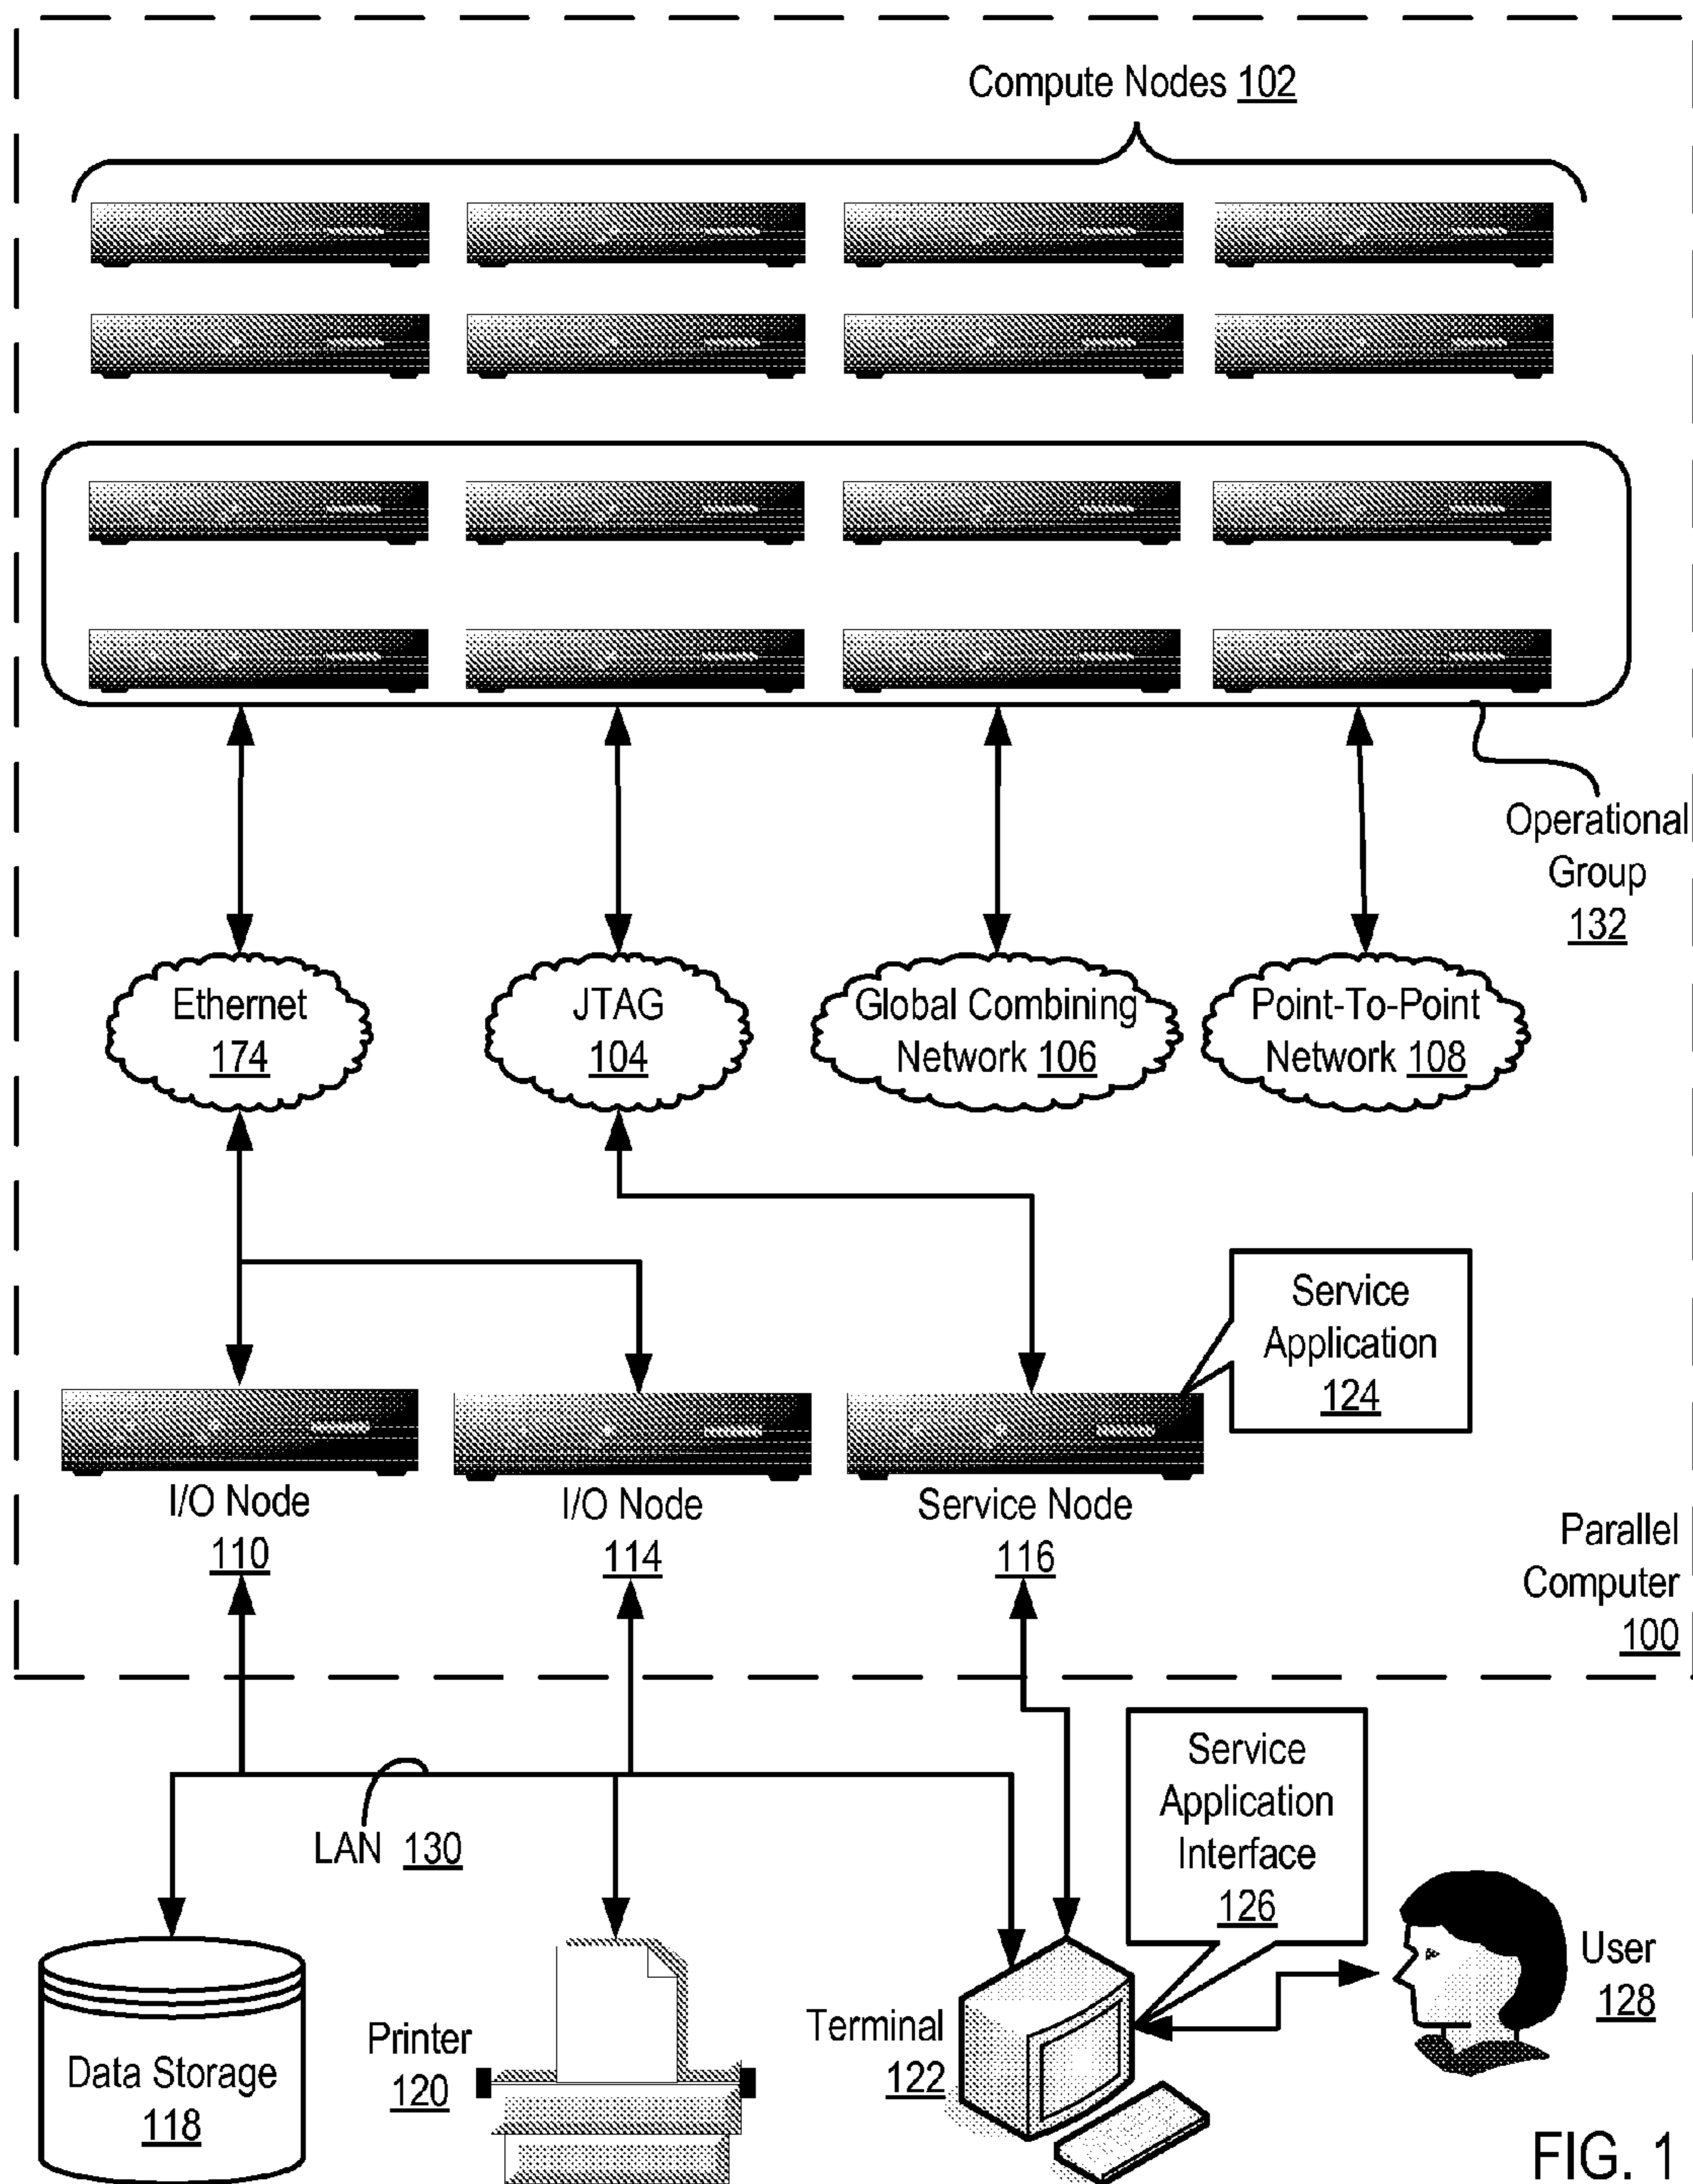 Compute Nodes 102
Operational
Group
132
Ethernet
174
JTAG
104
Global Combining
Network 106
Point-To-Point
Network 108
Service
Application
124
I/O Node
110
I/O Node
114
Service Node
116
Parallel
Computer
100
LAN 130
Service
Application
Interface
126
User
128
Data Storage
118
Printer
120
Terminal
122
FIG. 1